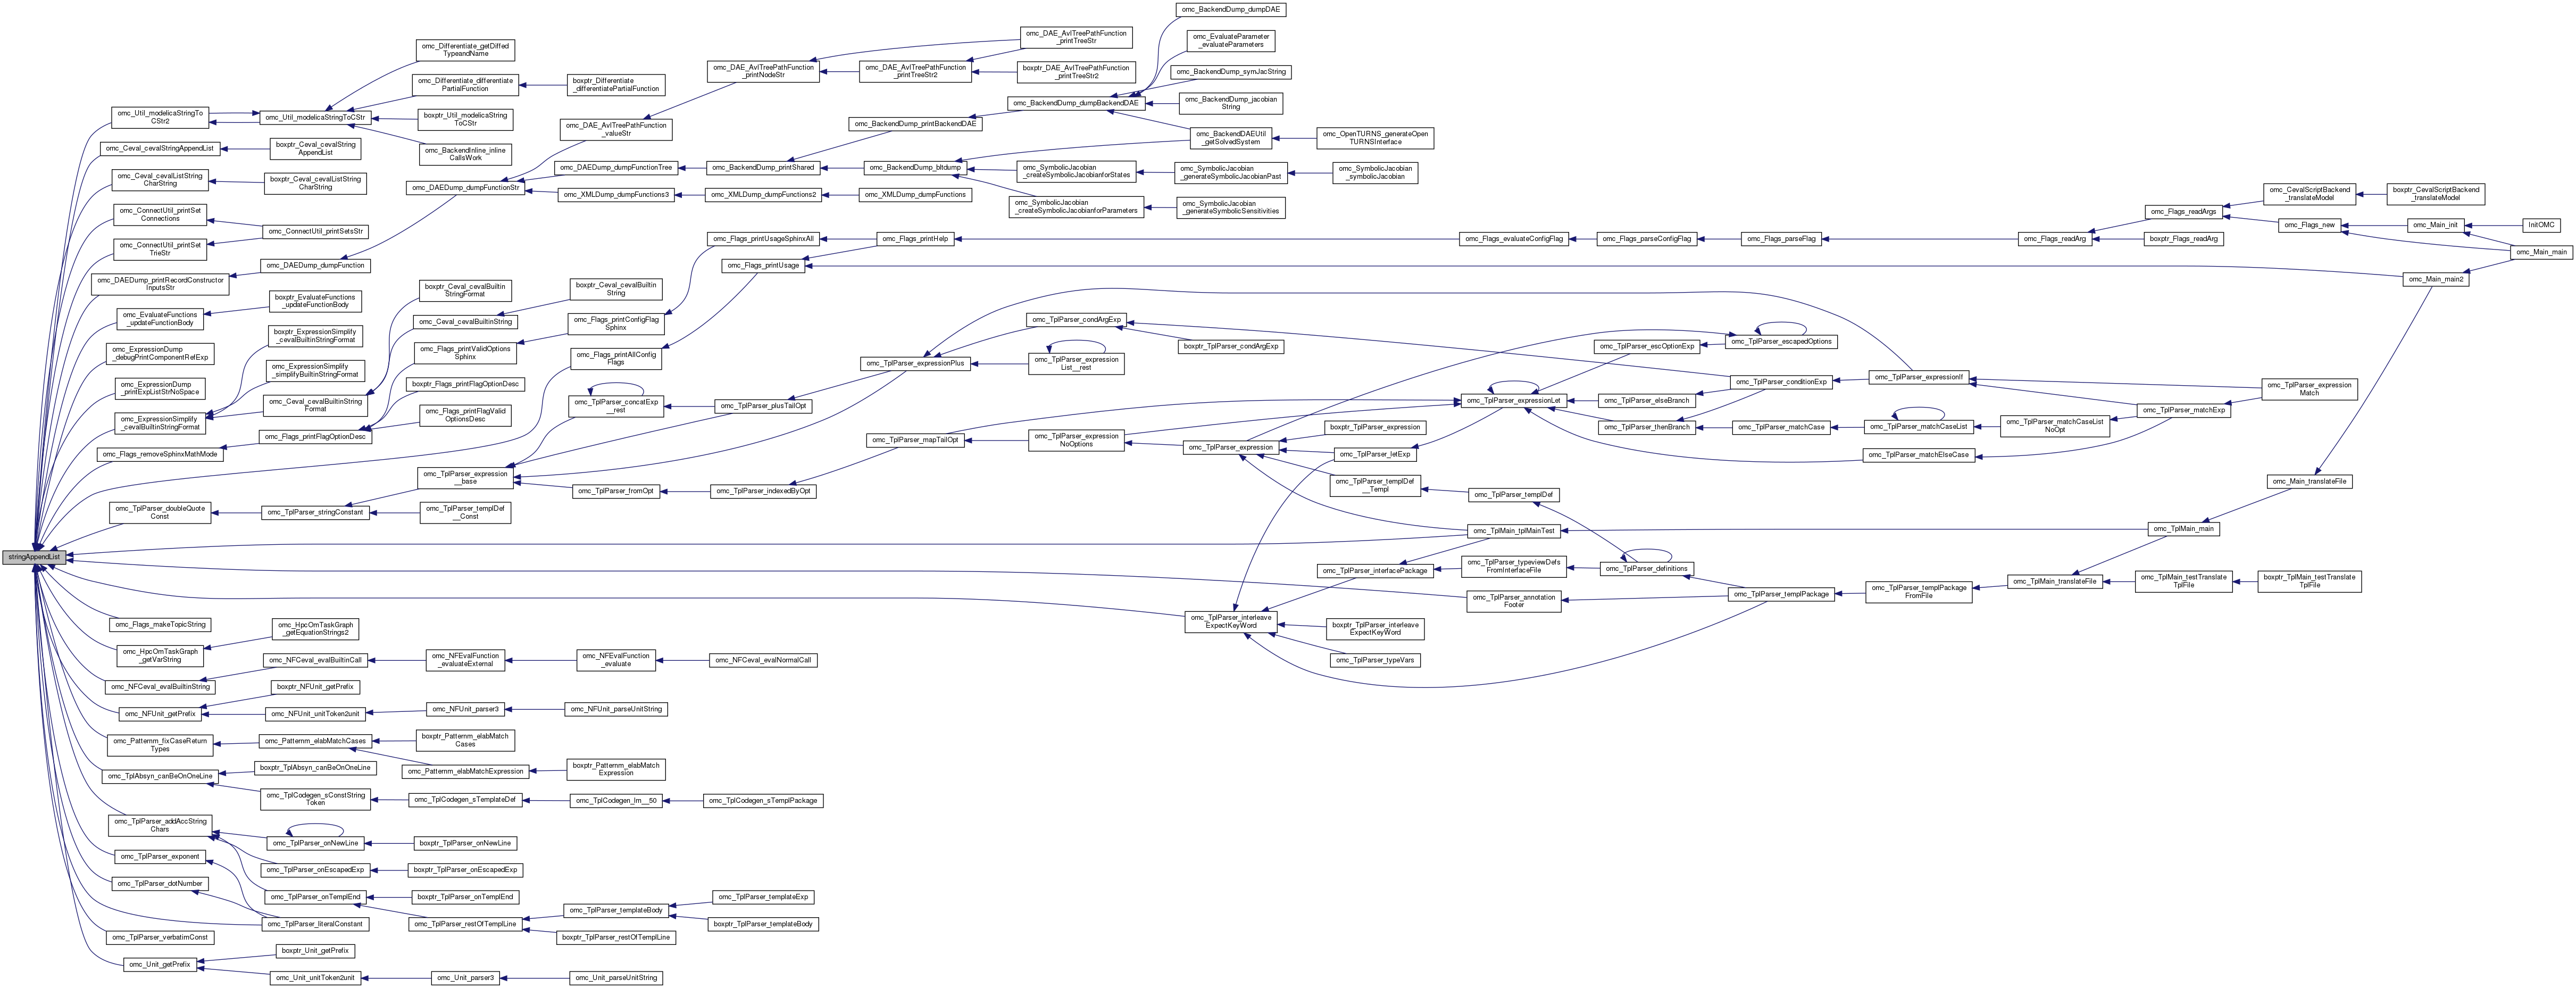 stringAppendList
omc_Util_modelicaStringTo
CStr2
omc_Util_modelicaStringToCStr
omc_Differentiate_getDiffed
TypeandName
omc_Differentiate_differentiate
PartialFunction
boxptr_Differentiate
_differentiatePartialFunction
boxptr_Util_modelicaString
ToCStr
omc_BackendInline_inline
CallsWork
omc_Ceval_cevalStringAppendList
boxptr_Ceval_cevalString
AppendList
omc_Ceval_cevalListString
CharString
boxptr_Ceval_cevalListString
CharString
omc_ConnectUtil_printSet
Connections
omc_ConnectUtil_printSetsStr
omc_ConnectUtil_printSet
TrieStr
omc_DAEDump_printRecordConstructor
InputsStr
omc_DAEDump_dumpFunction
omc_DAEDump_dumpFunctionStr
omc_DAE_AvlTreePathFunction
_valueStr
omc_DAE_AvlTreePathFunction
_printNodeStr
omc_DAE_AvlTreePathFunction
_printTreeStr2
omc_DAE_AvlTreePathFunction
_printTreeStr
boxptr_DAE_AvlTreePathFunction
_printTreeStr2
omc_DAEDump_dumpFunctionTree
omc_BackendDump_printShared
omc_BackendDump_printBackendDAE
omc_BackendDump_dumpBackendDAE
omc_BackendDump_dumpDAE
omc_EvaluateParameter
_evaluateParameters
omc_BackendDump_symJacString
omc_BackendDump_jacobian
String
omc_BackendDAEUtil
_getSolvedSystem
omc_OpenTURNS_generateOpen
TURNSInterface
omc_BackendDump_bltdump
omc_SymbolicJacobian
_createSymbolicJacobianforStates
omc_SymbolicJacobian
_generateSymbolicJacobianPast
omc_SymbolicJacobian
_symbolicJacobian
omc_SymbolicJacobian
_createSymbolicJacobianforParameters
omc_SymbolicJacobian
_generateSymbolicSensitivities
omc_XMLDump_dumpFunctions3
omc_XMLDump_dumpFunctions2
omc_XMLDump_dumpFunctions
omc_EvaluateFunctions
_updateFunctionBody
boxptr_EvaluateFunctions
_updateFunctionBody
omc_ExpressionDump
_debugPrintComponentRefExp
omc_ExpressionDump
_printExpListStrNoSpace
omc_ExpressionSimplify
_cevalBuiltinStringFormat
boxptr_ExpressionSimplify
_cevalBuiltinStringFormat
omc_ExpressionSimplify
_simplifyBuiltinStringFormat
omc_Ceval_cevalBuiltinString
Format
boxptr_Ceval_cevalBuiltin
StringFormat
omc_Ceval_cevalBuiltinString
boxptr_Ceval_cevalBuiltin
String
omc_Flags_removeSphinxMathMode
omc_Flags_printFlagOptionDesc
omc_Flags_printValidOptions
Sphinx
omc_Flags_printConfigFlag
Sphinx
omc_Flags_printUsageSphinxAll
boxptr_Flags_printFlagOptionDesc
omc_Flags_printFlagValid
OptionsDesc
omc_Flags_printAllConfig
Flags
omc_Flags_printUsage
omc_Flags_printHelp
omc_Flags_evaluateConfigFlag
omc_Flags_parseConfigFlag
omc_Flags_parseFlag
omc_Flags_readArg
boxptr_Flags_readArg
omc_Flags_readArgs
omc_CevalScriptBackend
_translateModel
boxptr_CevalScriptBackend
_translateModel
omc_Flags_new
omc_Main_init
InitOMC
omc_Main_main
omc_Main_main2
omc_TplParser_doubleQuote
Const
omc_TplParser_stringConstant
omc_TplParser_expression
__base
omc_TplParser_templDef
__Const
omc_TplParser_concatExp
__rest
omc_TplParser_plusTailOpt
omc_TplParser_expressionPlus
omc_TplParser_condArgExp
boxptr_TplParser_condArgExp
omc_TplParser_expression
List__rest
omc_TplParser_fromOpt
omc_TplParser_indexedByOpt
omc_TplParser_mapTailOpt
omc_TplParser_expression
NoOptions
omc_TplParser_expression
boxptr_TplParser_expression
omc_TplParser_letExp
omc_TplParser_templDef
__Templ
omc_TplParser_templDef
omc_TplParser_expressionLet
omc_TplParser_escOptionExp
omc_TplParser_escapedOptions
omc_TplParser_elseBranch
omc_TplParser_thenBranch
omc_TplParser_conditionExp
omc_TplParser_expressionIf
omc_TplParser_expression
Match
omc_TplParser_matchExp
omc_TplParser_matchCase
omc_TplParser_matchCaseList
omc_TplParser_matchCaseList
NoOpt
omc_TplParser_matchElseCase
omc_TplMain_tplMainTest
omc_TplMain_main
omc_Main_translateFile
omc_TplParser_interfacePackage
omc_TplParser_typeviewDefs
FromInterfaceFile
omc_TplParser_definitions
omc_TplParser_annotation
Footer
omc_TplParser_templPackage
omc_TplParser_templPackage
FromFile
omc_TplMain_translateFile
omc_TplMain_testTranslate
TplFile
boxptr_TplMain_testTranslate
TplFile
omc_TplParser_interleave
ExpectKeyWord
boxptr_TplParser_interleave
ExpectKeyWord
omc_TplParser_typeVars
omc_Flags_makeTopicString
omc_HpcOmTaskGraph
_getVarString
omc_HpcOmTaskGraph
_getEquationStrings2
omc_NFCeval_evalBuiltinString
omc_NFCeval_evalBuiltinCall
omc_NFEvalFunction
_evaluateExternal
omc_NFEvalFunction
_evaluate
omc_NFCeval_evalNormalCall
omc_NFUnit_getPrefix
boxptr_NFUnit_getPrefix
omc_NFUnit_unitToken2unit
omc_NFUnit_parser3
omc_NFUnit_parseUnitString
omc_Patternm_fixCaseReturn
Types
omc_Patternm_elabMatchCases
boxptr_Patternm_elabMatch
Cases
omc_Patternm_elabMatchExpression
boxptr_Patternm_elabMatch
Expression
omc_TplAbsyn_canBeOnOneLine
boxptr_TplAbsyn_canBeOnOneLine
omc_TplCodegen_sConstString
Token
omc_TplCodegen_sTemplateDef
omc_TplCodegen_lm__50
omc_TplCodegen_sTemplPackage
omc_TplParser_addAccString
Chars
omc_TplParser_onNewLine
boxptr_TplParser_onNewLine
omc_TplParser_onEscapedExp
boxptr_TplParser_onEscapedExp
omc_TplParser_onTemplEnd
boxptr_TplParser_onTemplEnd
omc_TplParser_restOfTemplLine
omc_TplParser_templateBody
omc_TplParser_templateExp
boxptr_TplParser_templateBody
boxptr_TplParser_restOfTemplLine
omc_TplParser_exponent
omc_TplParser_dotNumber
omc_TplParser_literalConstant
omc_TplParser_verbatimConst
omc_Unit_getPrefix
boxptr_Unit_getPrefix
omc_Unit_unitToken2unit
omc_Unit_parser3
omc_Unit_parseUnitString